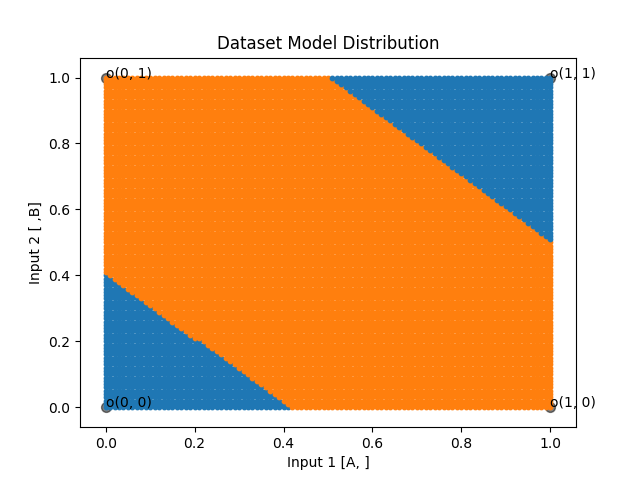 Dataset Model Distribution
Input 2 [ ,B]
1.0
0.8
0.6
0.4
0.2
0.0
o(0, 1)
o(1, 1)
o(0, 0)
o(1, 0)
0.0 0.2 0.4 0.6 0.8 1.0
Input 1 [A, ]